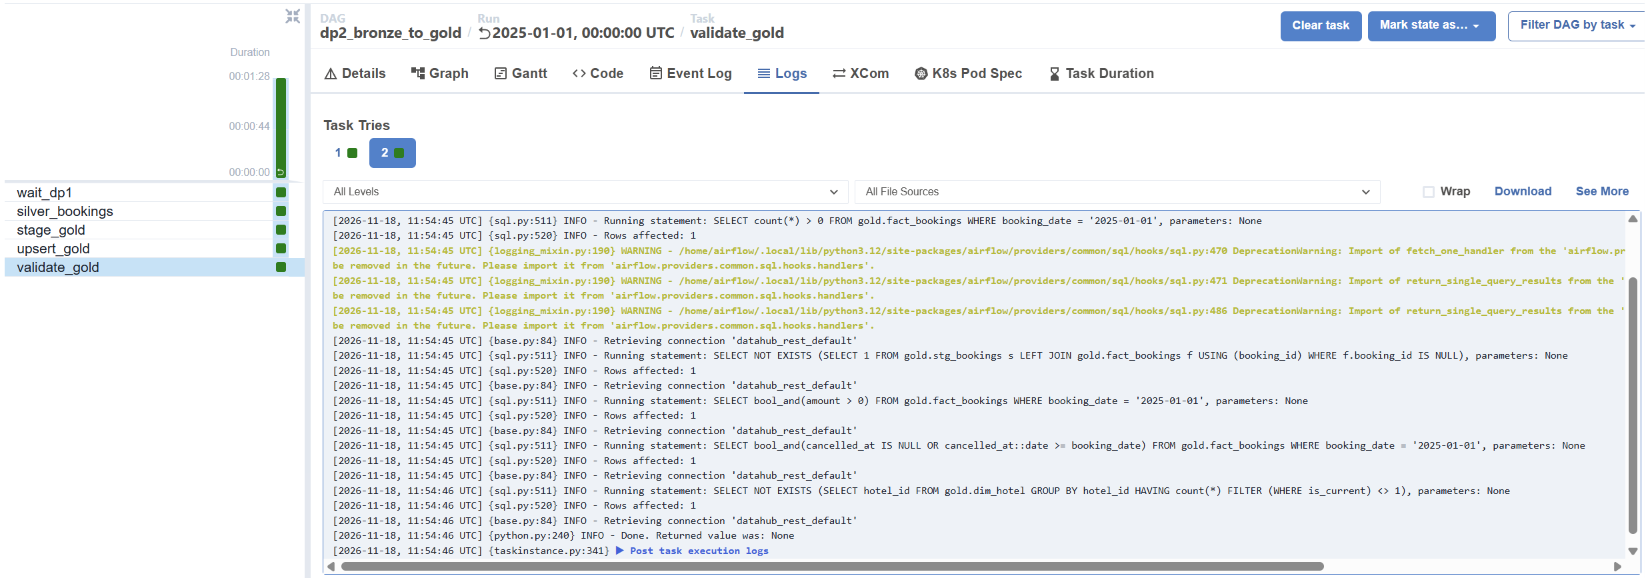 DAG
Run
Task
dp2_bronze_to_gold / 2025-01-01, 00:00:00 UTC / validate_gold
Clear task
Mark state as...
Filter DAG by task
Duration
00:01:28
00:00:44
00:00:00
wait_dp1
silver_bookings
stage_gold
upsert_gold
validate_gold
Details
Graph
Gantt
<> Code
Event Log
Logs
XCom
K8s Pod Spec
Task Duration
Task Tries
1
2
All Levels
All File Sources
Wrap
Download
See More
[2026-11-18, 11:54:45 UTC] {sql.py:511} INFO - Running statement: SELECT count(*) > 0 FROM gold.fact_bookings WHERE booking_date = '2025-01-01', parameters: None
[2026-11-18, 11:54:45 UTC] {sql.py:520} INFO - Rows affected: 1
[2026-11-18, 11:54:45 UTC] {logging_mixin.py:190} WARNING - /home/airflow/.local/lib/python3.12/site-packages/airflow/providers/common/sql/hooks/sql.py:470 DeprecationWarning: Import of fetch_one_handler from the 'airflow.pr
be removed in the future. Please import it from 'airflow.providers.common.sql.hooks.handlers'.
[2026-11-18, 11:54:45 UTC] {logging_mixin.py:190} WARNING - /home/airflow/.local/lib/python3.12/site-packages/airflow/providers/common/sql/hooks/sql.py:471 DeprecationWarning: Import of return_single_query_results from the '
be removed in the future. Please import it from 'airflow.providers.common.sql.hooks.handlers'.
[2026-11-18, 11:54:45 UTC] {logging_mixin.py:190} WARNING - /home/airflow/.local/lib/python3.12/site-packages/airflow/providers/common/sql/hooks/sql.py:486 DeprecationWarning: Import of return_single_query_results from the '
be removed in the future. Please import it from 'airflow.providers.common.sql.hooks.handlers'.
[2026-11-18, 11:54:45 UTC] {base.py:84} INFO - Retrieving connection 'datahub_rest_default'
[2026-11-18, 11:54:45 UTC] {sql.py:511} INFO - Running statement: SELECT NOT EXISTS (SELECT 1 FROM gold.stg_bookings s LEFT JOIN gold.fact_bookings f USING (booking_id) WHERE f.booking_id IS NULL), parameters: None
[2026-11-18, 11:54:45 UTC] {sql.py:520} INFO - Rows affected: 1
[2026-11-18, 11:54:45 UTC] {base.py:84} INFO - Retrieving connection 'datahub_rest_default'
[2026-11-18, 11:54:45 UTC] {sql.py:511} INFO - Running statement: SELECT bool_and(amount > 0) FROM gold.fact_bookings WHERE booking_date = '2025-01-01', parameters: None
[2026-11-18, 11:54:45 UTC] {sql.py:520} INFO - Rows affected: 1
[2026-11-18, 11:54:45 UTC] {base.py:84} INFO - Retrieving connection 'datahub_rest_default'
[2026-11-18, 11:54:45 UTC] {sql.py:511} INFO - Running statement: SELECT bool_and(cancelled_at IS NULL OR cancelled_at::date >= booking_date) FROM gold.fact_bookings WHERE booking_date = '2025-01-01', parameters: None
[2026-11-18, 11:54:45 UTC] {sql.py:520} INFO - Rows affected: 1
[2026-11-18, 11:54:45 UTC] {base.py:84} INFO - Retrieving connection 'datahub_rest_default'
[2026-11-18, 11:54:46 UTC] {sql.py:511} INFO - Running statement: SELECT NOT EXISTS (SELECT hotel_id FROM gold.dim_hotel GROUP BY hotel_id HAVING count(*) FILTER (WHERE is_current) <> 1), parameters: None
[2026-11-18, 11:54:46 UTC] {sql.py:520} INFO - Rows affected: 1
[2026-11-18, 11:54:46 UTC] {base.py:84} INFO - Retrieving connection 'datahub_rest_default'
[2026-11-18, 11:54:46 UTC] {python.py:240} INFO - Done. Returned value was: None
[2026-11-18, 11:54:46 UTC] {taskinstance.py:341} ▶ Post task execution logs